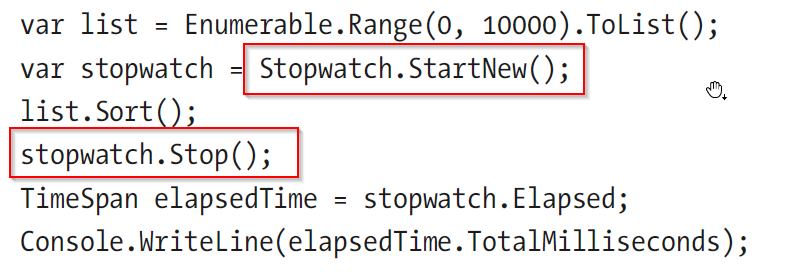 var list = Enumerable.Range(0, 10000).ToList();
var stopwatch = Stopwatch.StartNew();
list.Sort();
stopwatch.Stop();
TimeSpan elapsedTime = stopwatch.Elapsed;
Console.WriteLine(elapsedTime.TotalMilliseconds);